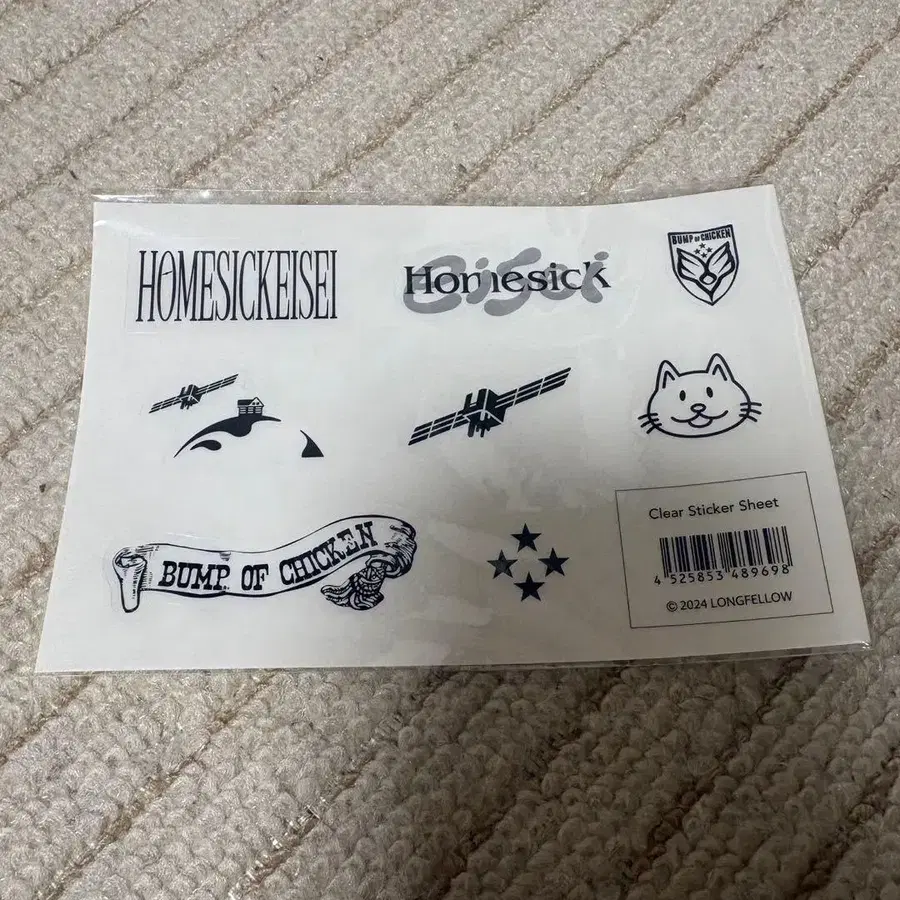 HOMESICKEISEI
Homesick
Eisei
BUMP OF CHICKEN
BUMP OF CHICKEN
Clear Sticker Sheet
4 525853 489698
© 2024 LONGFELLOW